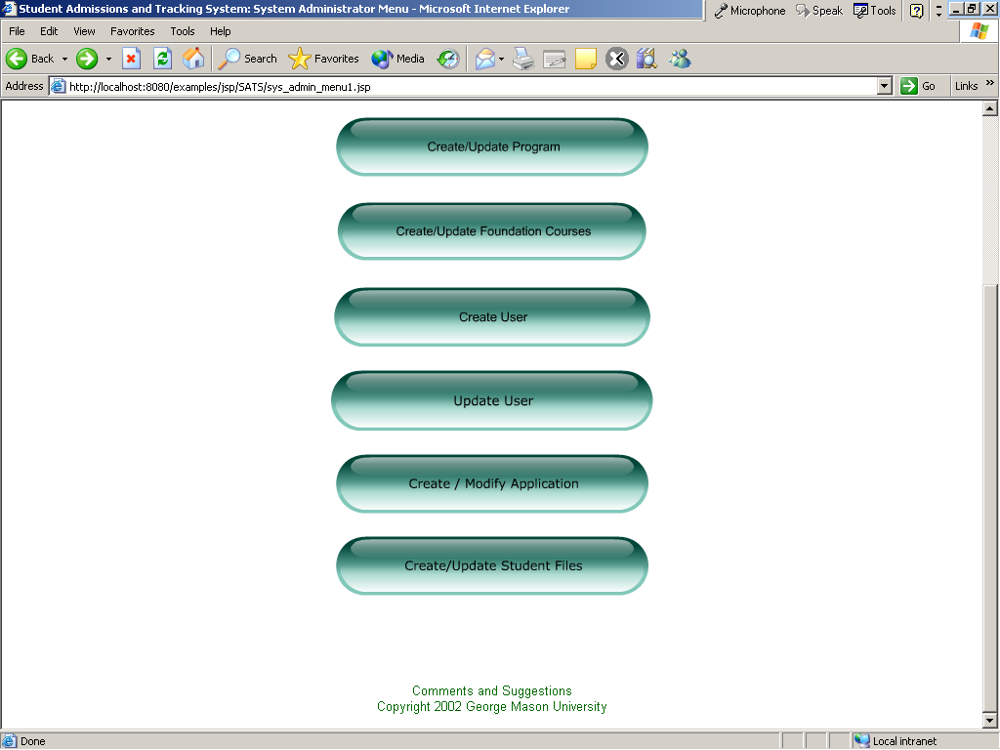 Student Admissions and Tracking System: System Administrator Menu - Microsoft Internet Explorer
Microphone Speak Tools
File Edit View Favorites Tools Help
Back Search Favorites Media
Address http://localhost:8080/examples/jsp/SATS/sys_admin_menu1.jsp Go Links »
Create/Update Program
Create/Update Foundation Courses
Create User
Update User
Create / Modify Application
Create/Update Student Files
Comments and Suggestions
Copyright 2002 George Mason University
Done Local intranet